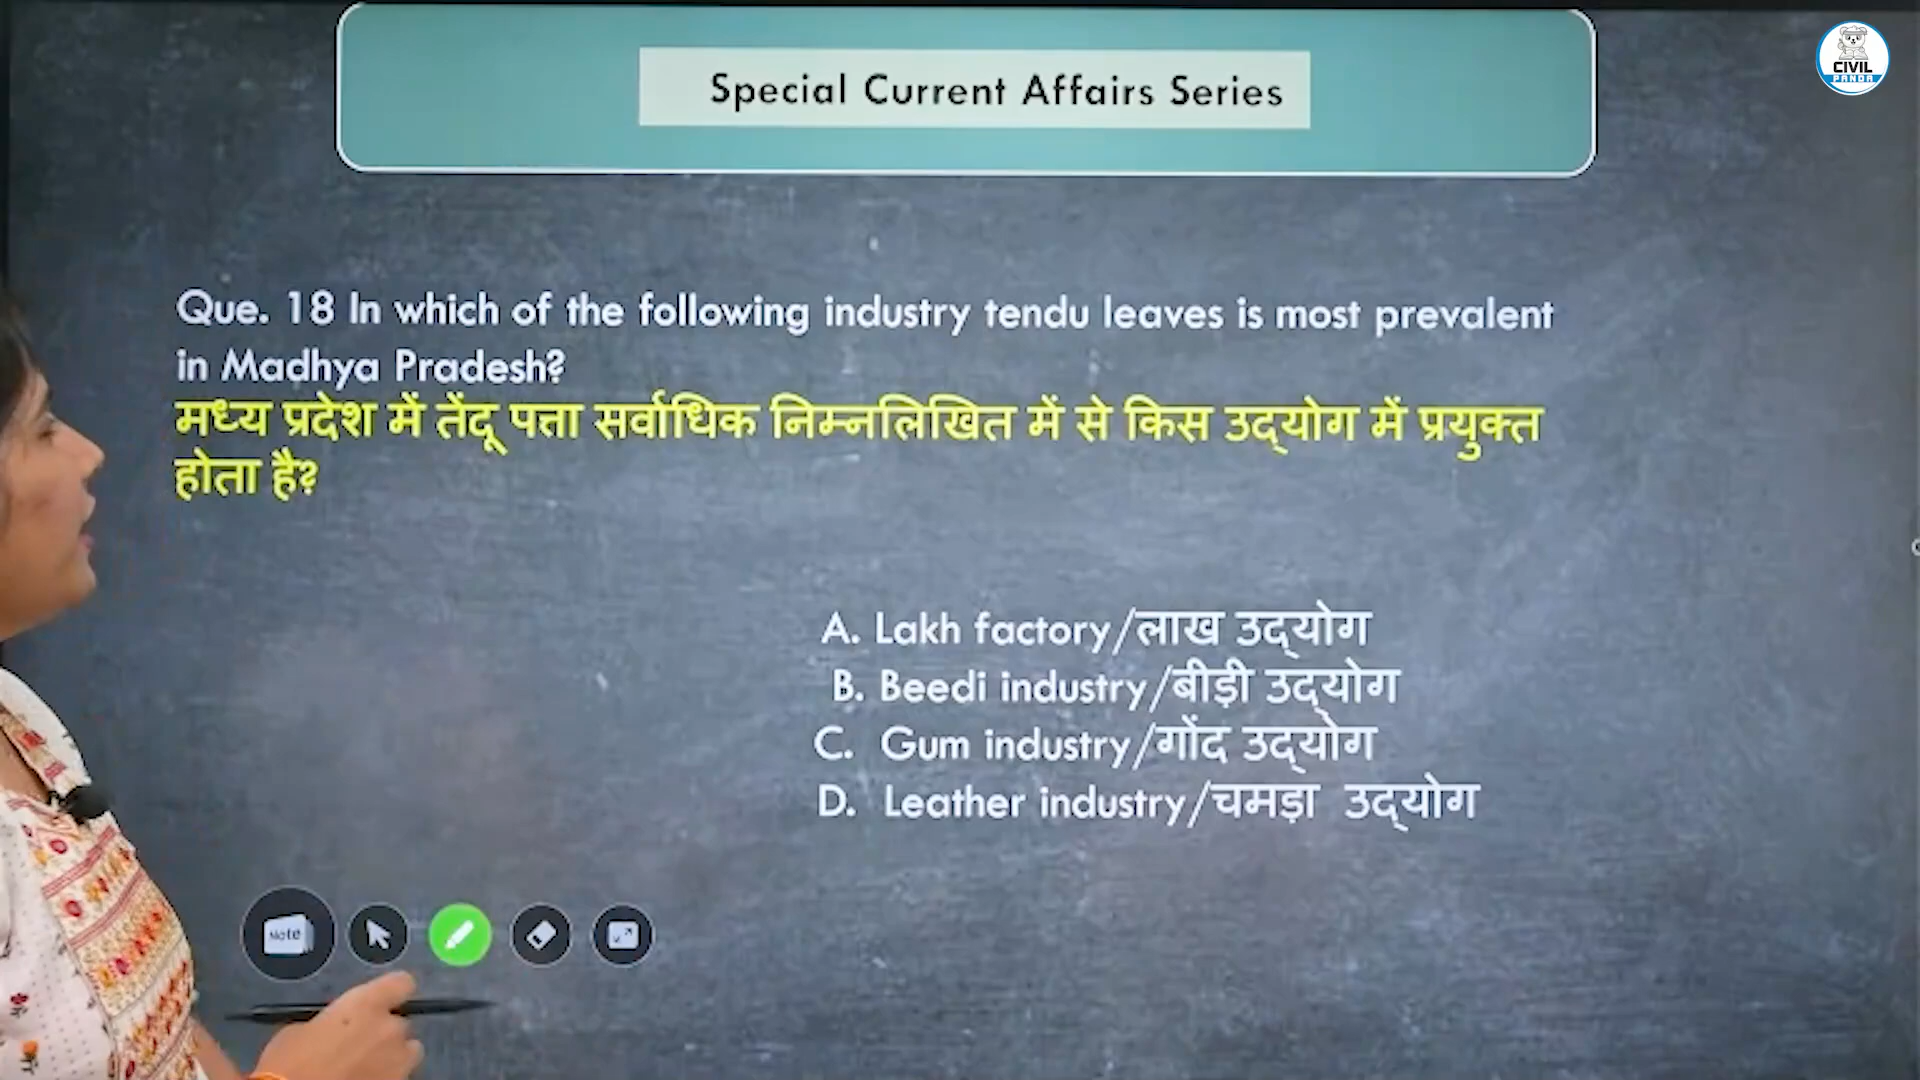 Special Current Affairs Series
CIVIL
PANDA
Que. 18 In which of the following industry tendu leaves is most prevalent
in Madhya Pradesh?
मध्य प्रदेश में तेंदू पत्ता सर्वाधिक निम्नलिखित में से किस उद्योग में प्रयुक्त
होता है?
A. Lakh factory/लाख उद्योग
B. Beedi industry/बीड़ी उद्योग
C. Gum industry/गोंद उद्योग
D. Leather industry/चमड़ा उद्योग
Note